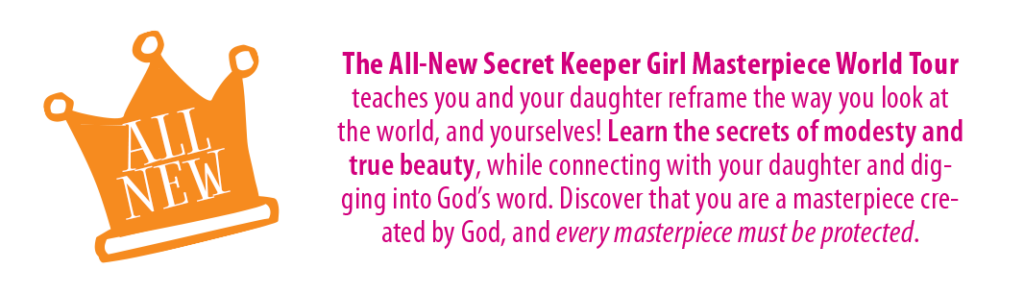 ALL
NEW
The All-New Secret Keeper Girl Masterpiece World Tour
teaches you and your daughter reframe the way you look at
the world, and yourselves! Learn the secrets of modesty and
true beauty, while connecting with your daughter and dig-
ging into God’s word. Discover that you are a masterpiece cre-
ated by God, and every masterpiece must be protected.